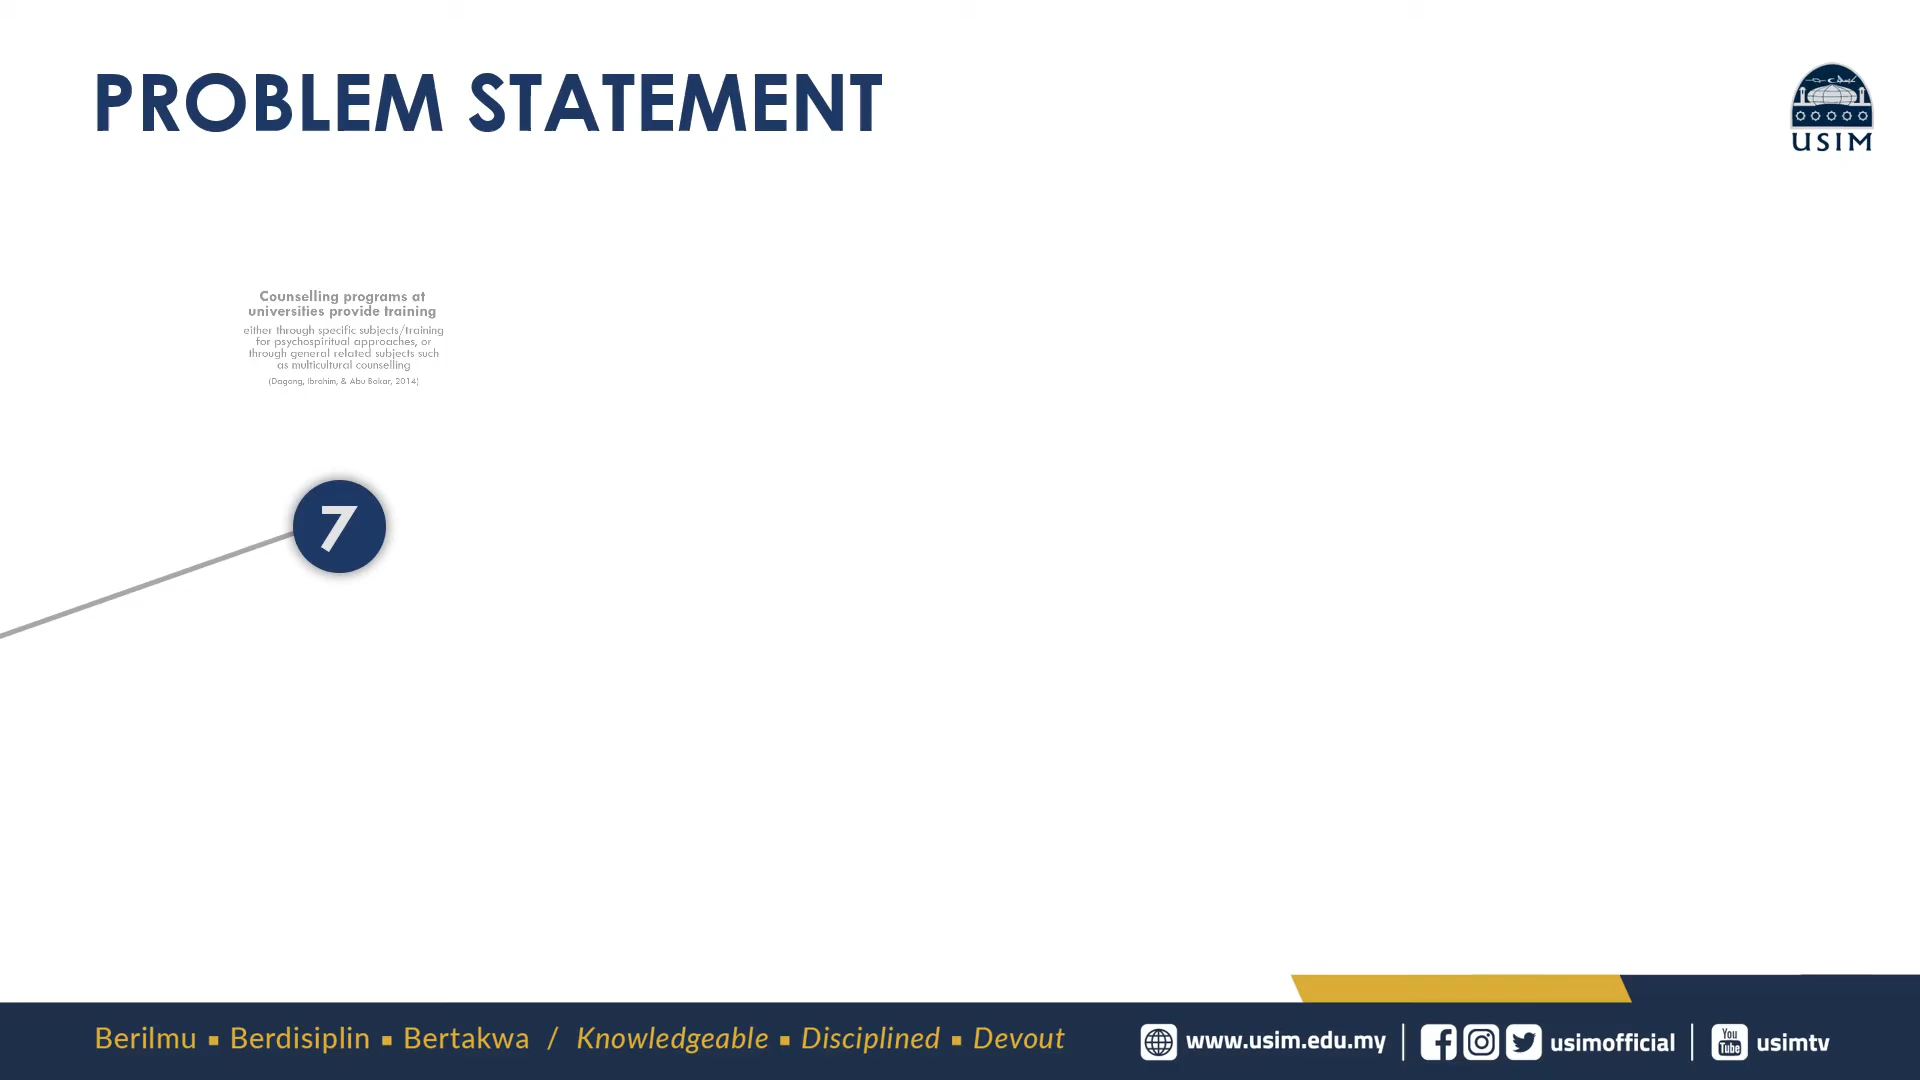 PROBLEM STATEMENT
USIM
Counselling programs at
universities provide training
either through specific subjects/training
for psychospiritual approaches, or
through general related subjects such
as multicultural counselling
(Dagang, Ibrahim, & Abu Bakar, 2014)
7
Berilmu ▪ Berdisiplin ▪ Bertakwa / Knowledgeable ▪ Disciplined ▪ Devout
www.usim.edu.my | usimofficial | You Tube usimtv